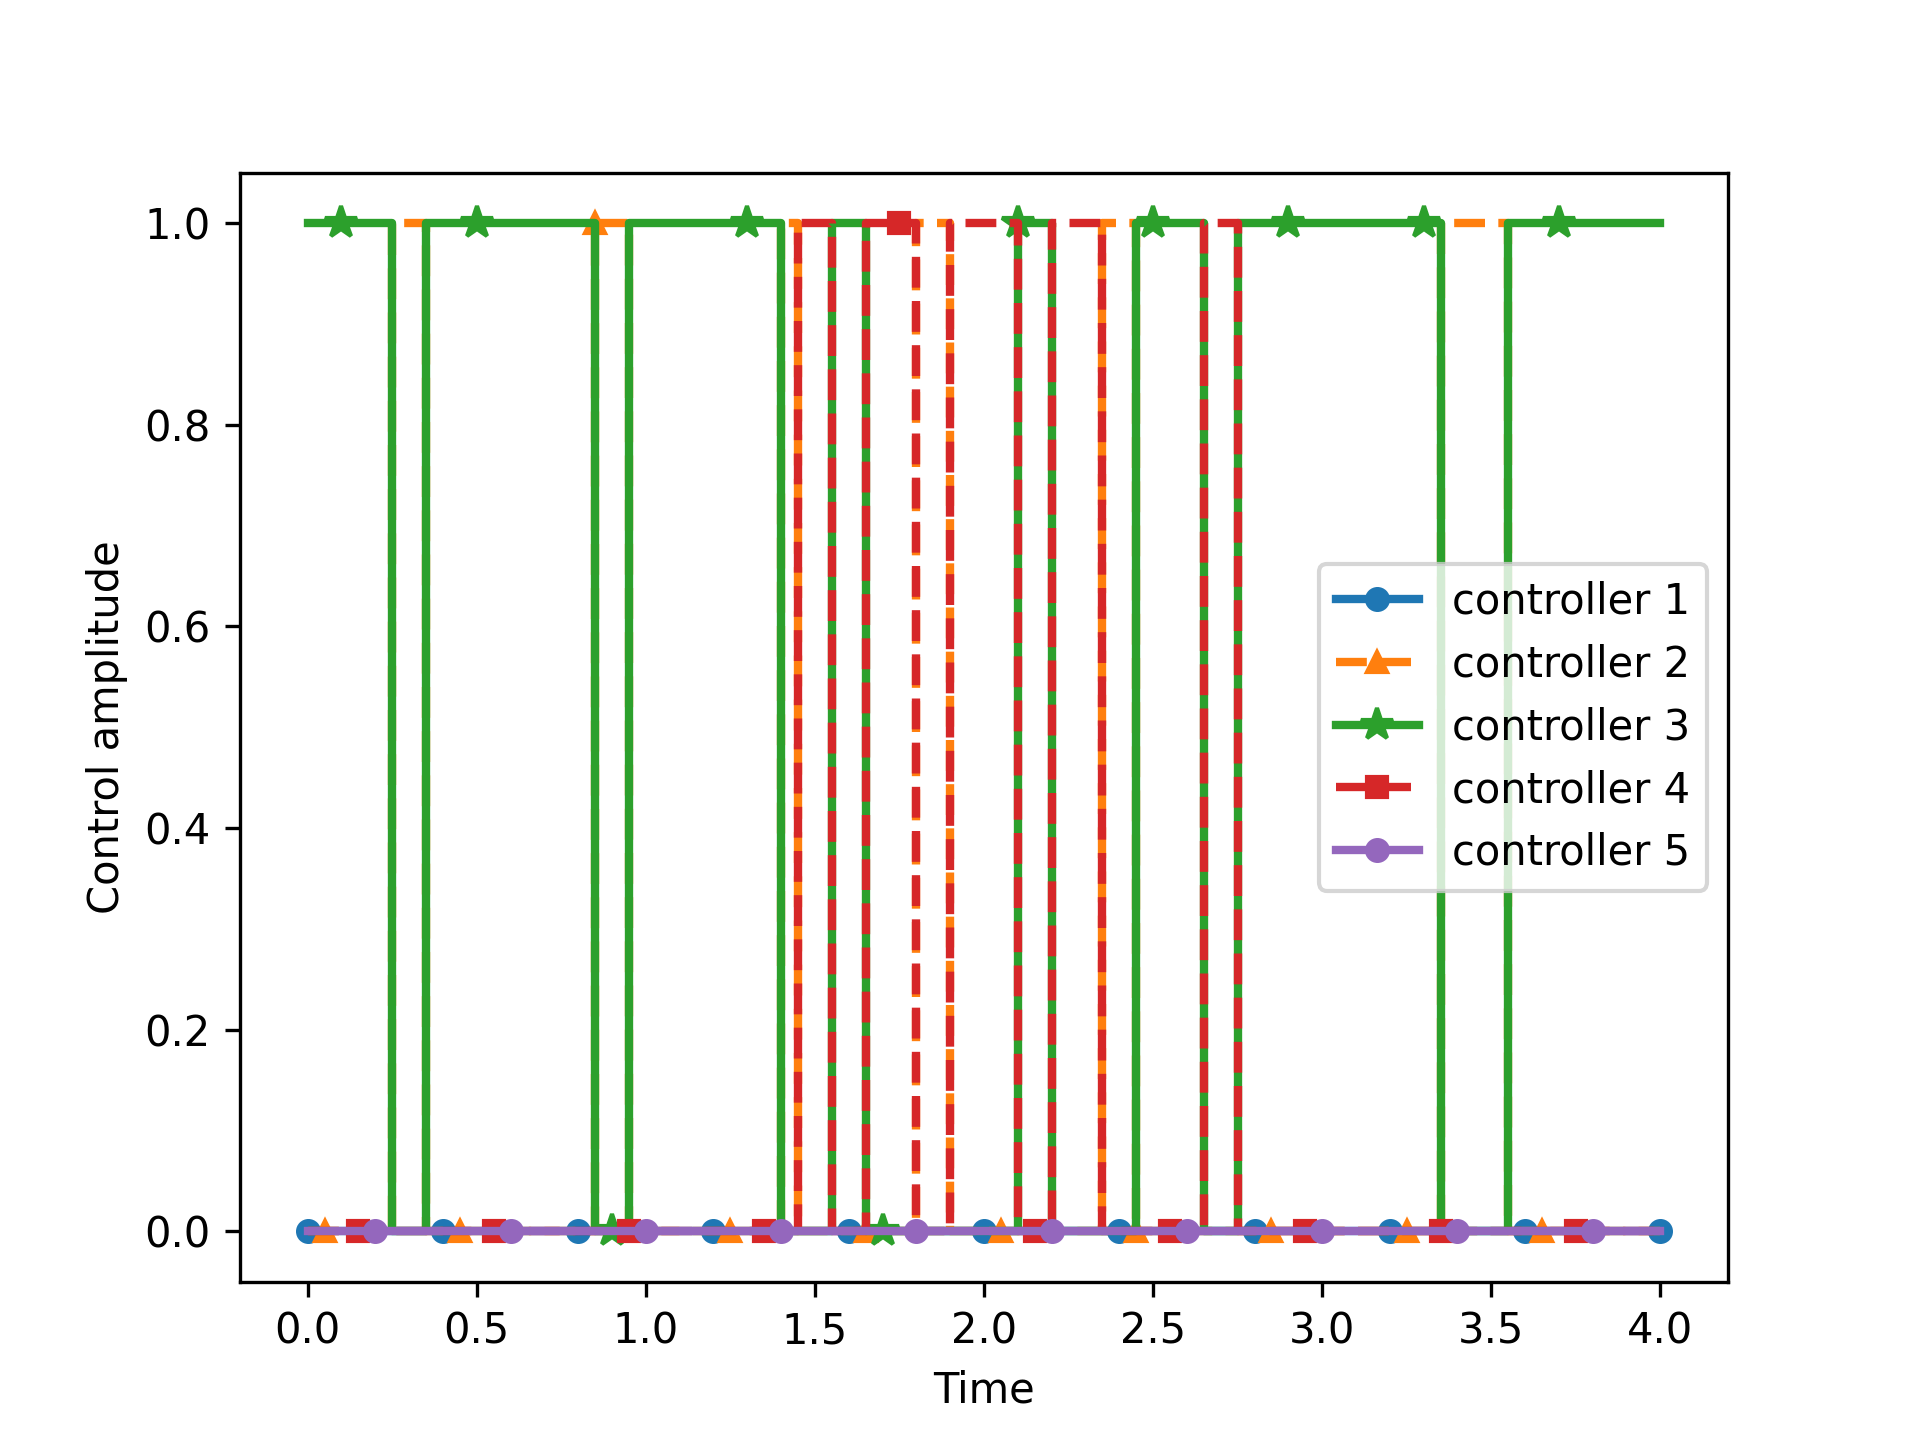 1.0
0.8
0.6
0.4
0.2
0.0
Control amplitude
controller 1
controller 2
controller 3
controller 4
controller 5
0.0 0.5 1.0 1.5 2.0 2.5 3.0 3.5 4.0
Time